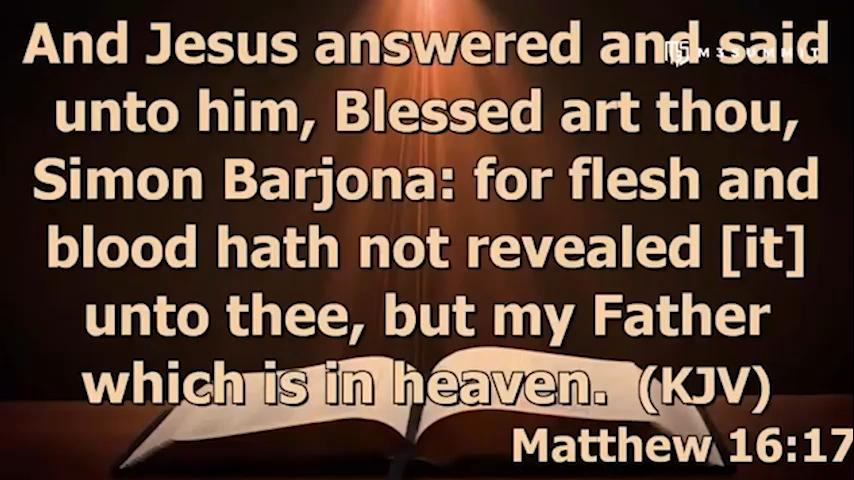 And Jesus answered and said
unto him, Blessed art thou,
Simon Barjona: for flesh and
blood hath not revealed [it]
unto thee, but my Father
which is in heaven. (KJV)
Matthew 16:17
M3SUMMIT